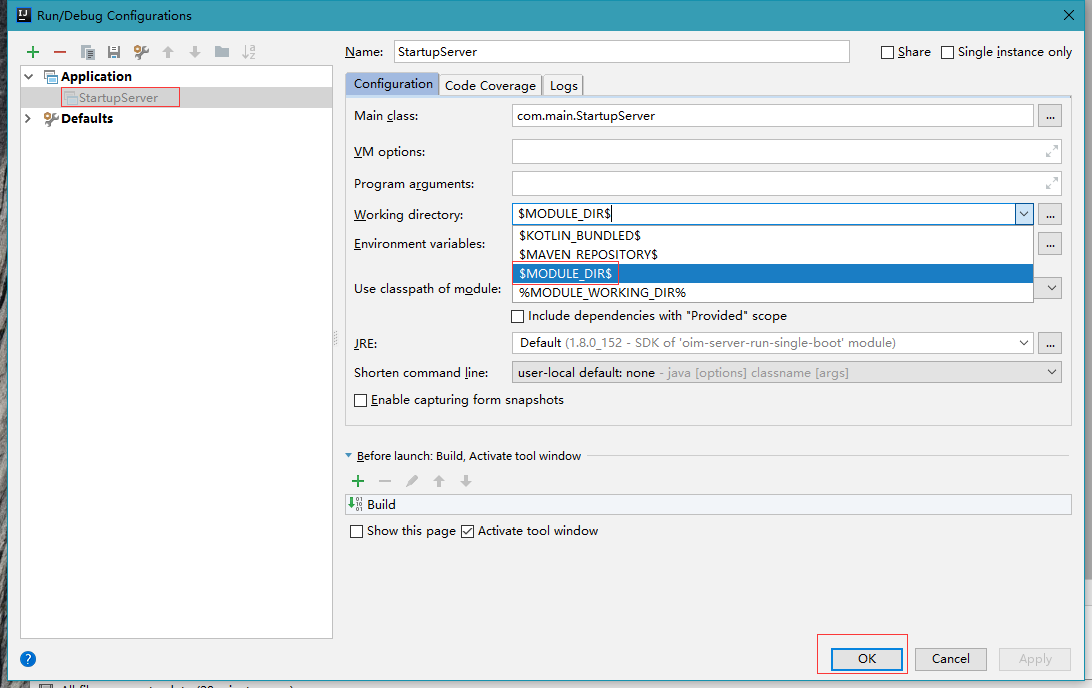 Run/Debug Configurations
Name: StartupServer Share Single instance only
Application
StartupServer
Defaults
Configuration Code Coverage Logs
Main class: com.main.StartupServer ...
VM options:
Program arguments:
Working directory: $MODULE_DIR$ ...
$KOTLIN_BUNDLED$
Environment variables: ...
$MAVEN_REPOSITORY$
$MODULE_DIR$
Use classpath of module: %MODULE_WORKING_DIR%
Include dependencies with "Provided" scope
JRE: Default (1.8.0_152 - SDK of 'oim-server-run-single-boot' module) ...
Shorten command line: user-local default: none - java [options] classname [args]
Enable capturing form snapshots
Before launch: Build, Activate tool window
Build
Show this page Activate tool window
? OK Cancel Apply